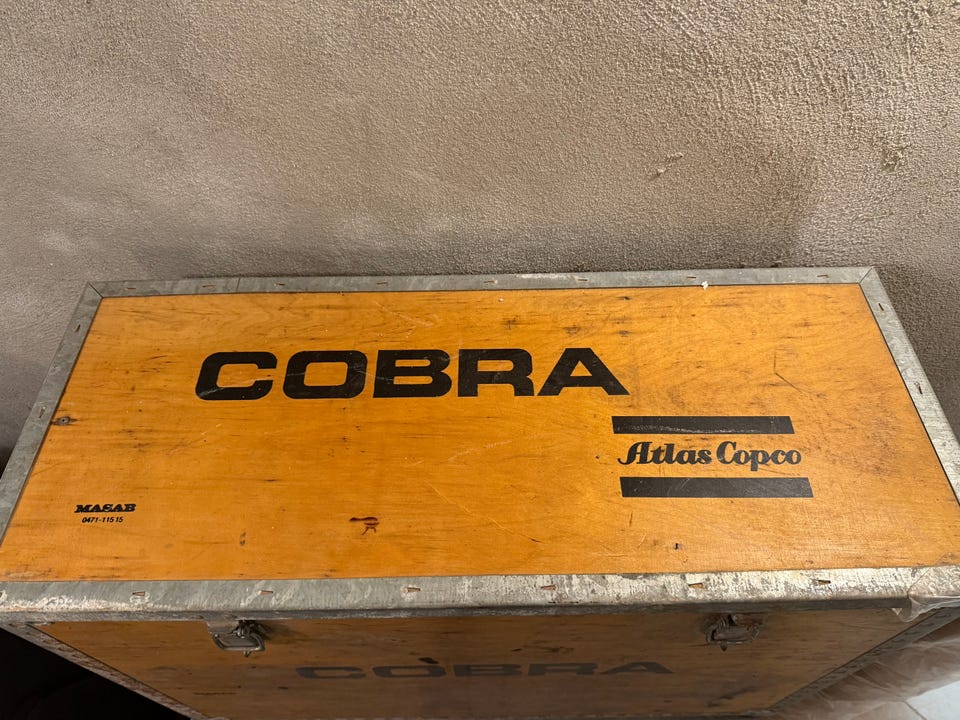 COBRA
Atlas Copco
MASAB
0471-115 15
COBRA